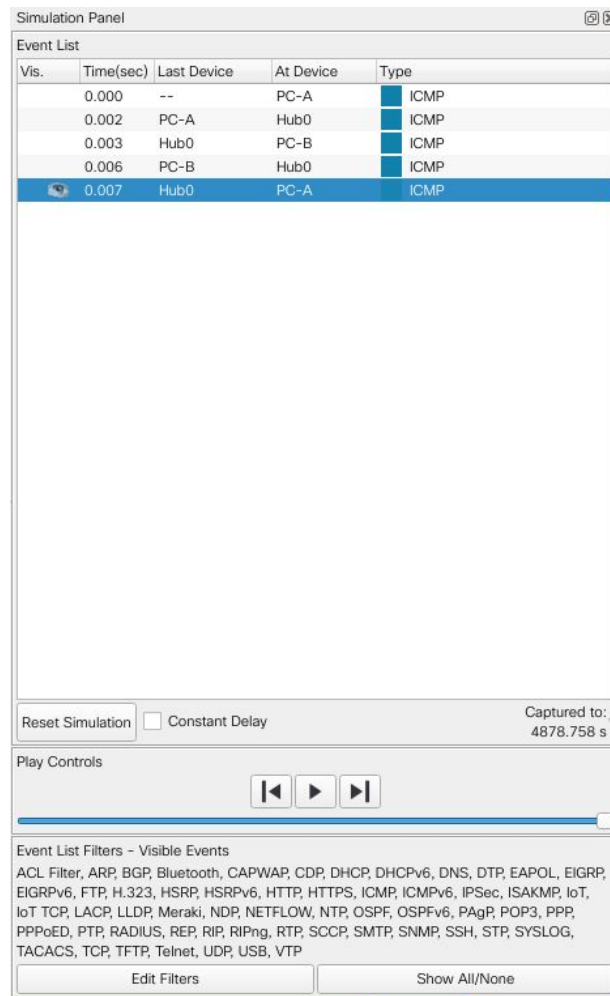 Simulation Panel
Event List
Vis. Time(sec) Last Device At Device Type
0.000 -- PC-A ICMP
0.002 PC-A Hub0 ICMP
0.003 Hub0 PC-B ICMP
0.006 PC-B Hub0 ICMP
0.007 Hub0 PC-A ICMP
Reset Simulation Constant Delay Captured to:
4878.758 s
Play Controls
Event List Filters - Visible Events
ACL Filter, ARP, BGP, Bluetooth, CAPWAP, CDP, DHCP, DHCPv6, DNS, DTP, EAPOL, EIGRP,
EIGRPv6, FTP, H.323, HSRP, HSRPv6, HTTP, HTTPS, ICMP, ICMPv6, IPSec, ISAKMP, IoT,
IoT TCP, LACP, LLDP, Meraki, NDP, NETFLOW, NTP, OSPF, OSPFv6, PAgP, POP3, PPP,
PPPoED, PTP, RADIUS, REP, RIP, RIPng, RTP, SCCP, SMTP, SNMP, SSH, STP, SYSLOG,
TACACS, TCP, TFTP, Telnet, UDP, USB, VTP
Edit Filters Show All/None